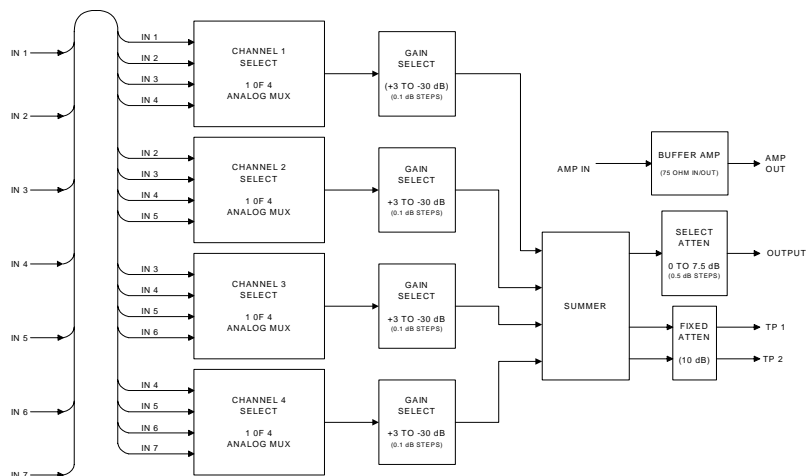 IN 1
IN 2
IN 3
IN 4
IN 5
IN 6
IN 7
IN 1
IN 2
IN 3
IN 4
CHANNEL 1
SELECT
1 0F 4
ANALOG MUX
GAIN
SELECT
(+3 TO -30 dB)
(0.1 dB STEPS)
IN 2
IN 3
IN 4
IN 5
CHANNEL 2
SELECT
1 0F 4
ANALOG MUX
GAIN
SELECT
+3 TO -30 dB
(0.1 dB STEPS)
IN 3
IN 4
IN 5
IN 6
CHANNEL 3
SELECT
1 0F 4
ANALOG MUX
GAIN
SELECT
+3 TO -30 dB
(0.1 dB STEPS)
IN 4
IN 5
IN 6
IN 7
CHANNEL 4
SELECT
1 0F 4
ANALOG MUX
GAIN
SELECT
+3 TO -30 dB
(0.1 dB STEPS)
SUMMER
AMP IN
BUFFER AMP
(75 OHM IN/OUT)
AMP
OUT
SELECT
ATTEN
0 TO 7.5 dB
(0.5 dB STEPS)
OUTPUT
FIXED
ATTEN
(10 dB)
TP 1
TP 2